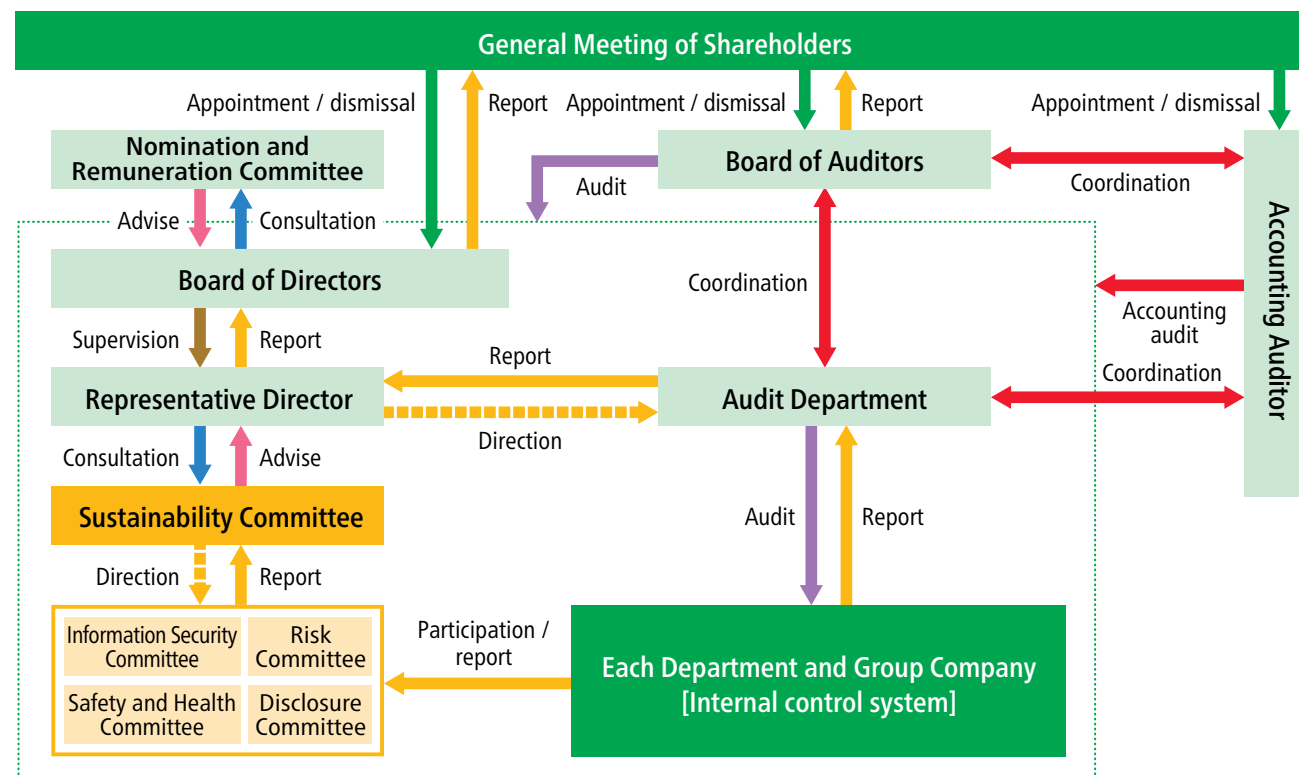 General Meeting of Shareholders
Appointment / dismissal
Report
Appointment / dismissal
Report
Appointment / dismissal
Nomination and
Remuneration Committee
Board of Auditors
Audit
Coordination
Accounting Auditor
Advise
Consultation
Board of Directors
Coordination
Accounting
audit
Supervision
Report
Report
Coordination
Representative Director
Audit Department
Direction
Consultation
Advise
Sustainability Committee
Audit
Report
Direction
Report
Information Security
Committee
Risk
Committee
Safety and Health
Committee
Disclosure
Committee
Participation /
report
Each Department and Group Company
[Internal control system]